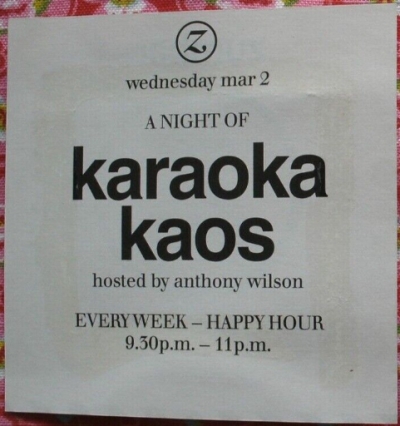 Z
wednesday mar 2
A NIGHT OF
karaoka
kaos
hosted by anthony wilson
EVERY WEEK – HAPPY HOUR
9.30p.m. – 11p.m.